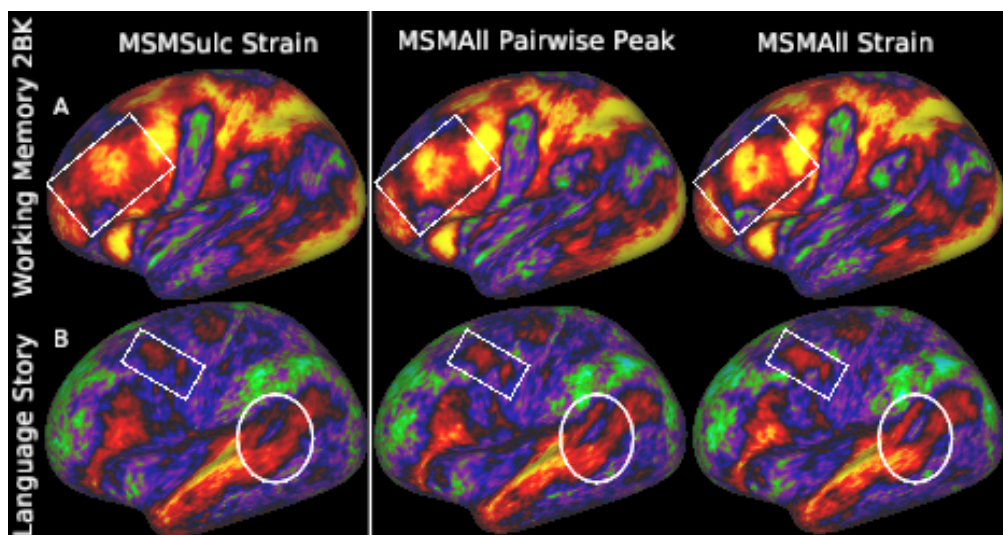 MSMSulc Strain
MSMAll Pairwise Peak
MSMAll Strain
Working Memory 2BK
A
Language Story
B